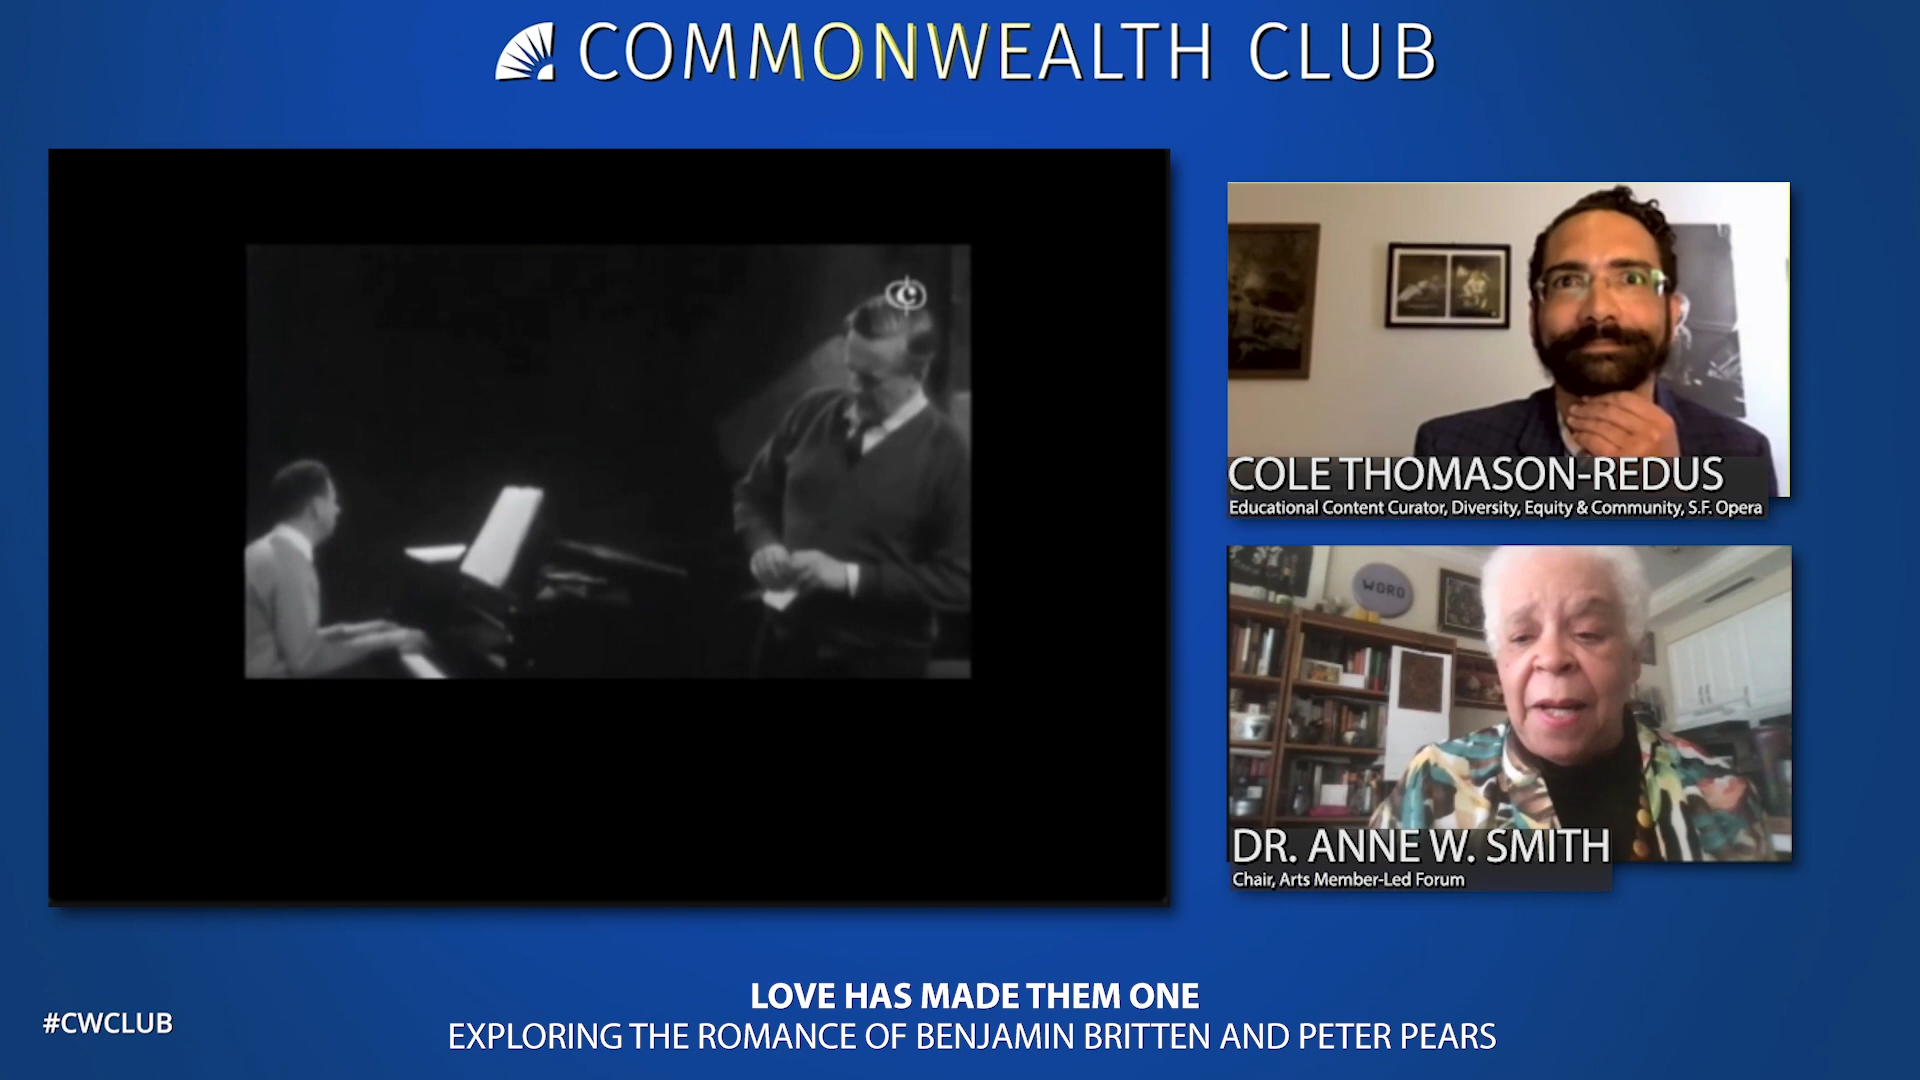 COMMONWEALTH CLUB
C
COLE THOMASON-REDUS
Educational Content Curator, Diversity, Equity & Community, S.F. Opera
WORD
DR. ANNE W. SMITH
Chair, Arts Member-Led Forum
LOVE HAS MADE THEM ONE
#CWCLUB
EXPLORING THE ROMANCE OF BENJAMIN BRITTEN AND PETER PEARS